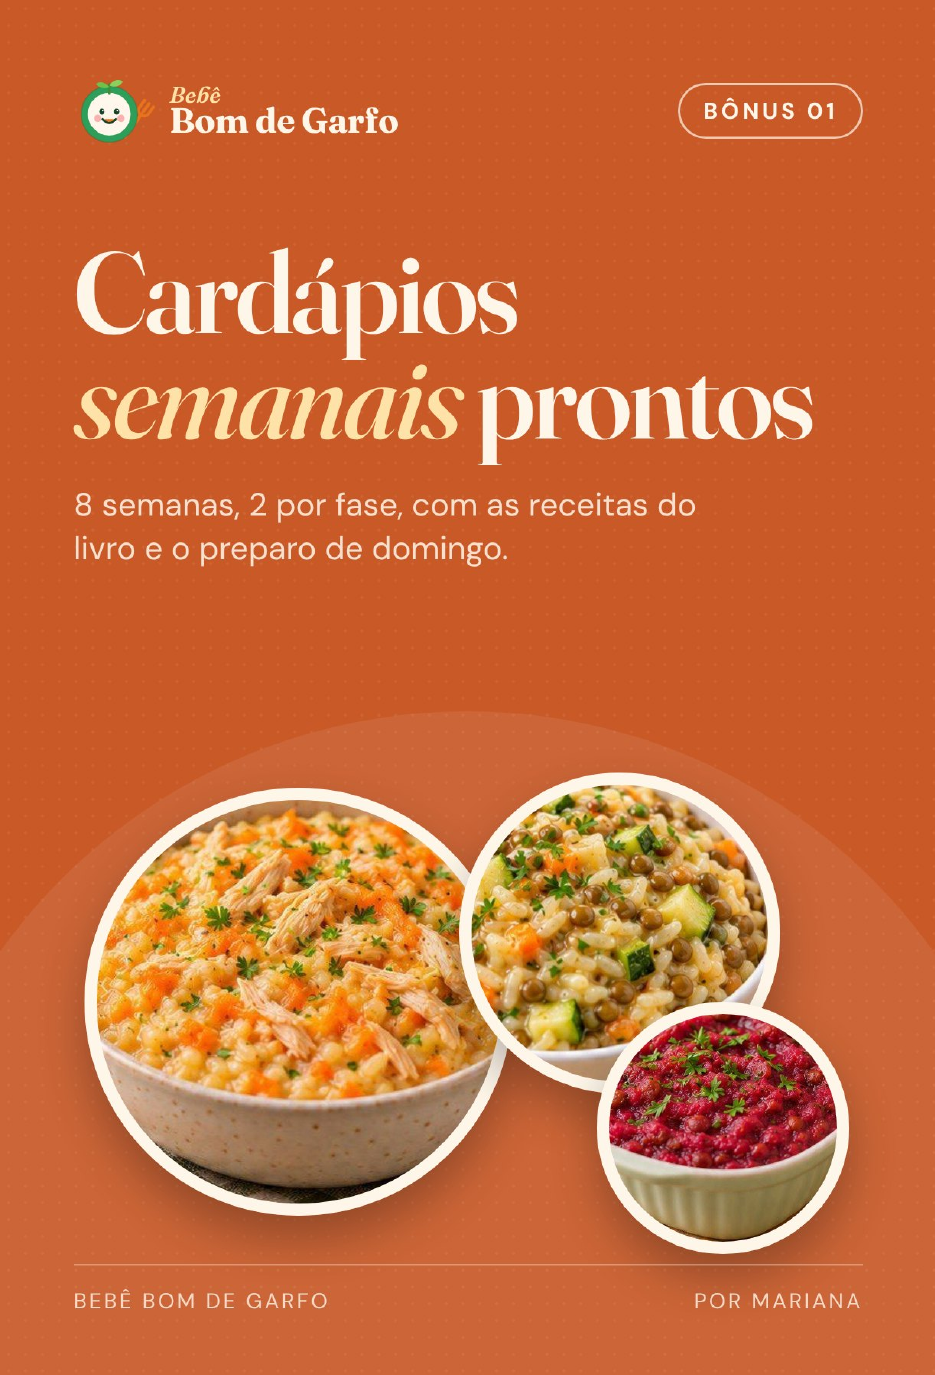 Bebê
Bom de Garfo
BÔNUS 01
Cardápios
semanais prontos
8 semanas, 2 por fase, com as receitas do
livro e o preparo de domingo.
BEBÊ BOM DE GARFO
POR MARIANA